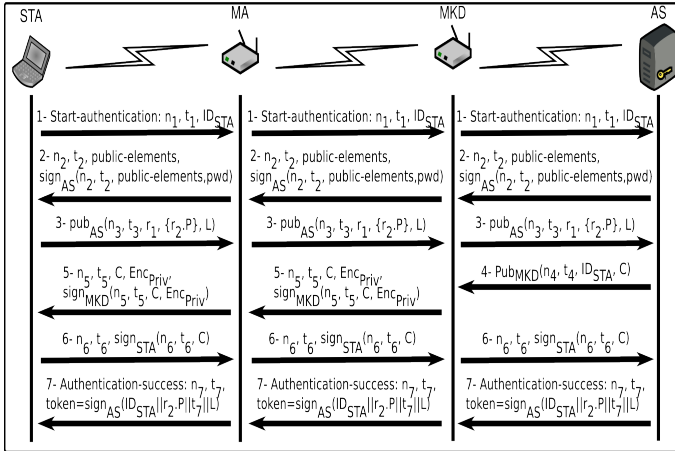 STA MA MKD AS
1- Start-authentication: n1, t1, IDSTA 1- Start-authentication: n1, t1, IDSTA 1- Start-authentication: n1, t1, IDSTA
2- n2, t2, public-elements, 2- n2, t2, public-elements, 2- n2, t2, public-elements,
signAS(n2, t2, public-elements,pwd) signAS(n2, t2, public-elements,pwd) signAS(n2, t2, public-elements,pwd)
3- pubAS(n3, t3, r1, {r2.P}, L) 3- pubAS(n3, t3, r1, {r2.P}, L) 3- pubAS(n3, t3, r1, {r2.P}, L)
5- n5, t5, C, EncPriv, 5- n5, t5, C, EncPriv, 4- PubMKD(n4, t4, IDSTA, C)
signMKD(n5, t5, C, EncPriv) signMKD(n5, t5, C, EncPriv)
6- n6, t6, signSTA(n6, t6, C) 6- n6, t6, signSTA(n6, t6, C) 6- n6, t6, signSTA(n6, t6, C)
7- Authentication-success: n7, t7, 7- Authentication-success: n7, t7, 7- Authentication-success: n7, t7,
token=signAS(IDSTA||r2.P||t7||L) token=signAS(IDSTA||r2.P||t7||L) token=signAS(IDSTA||r2.P||t7||L)